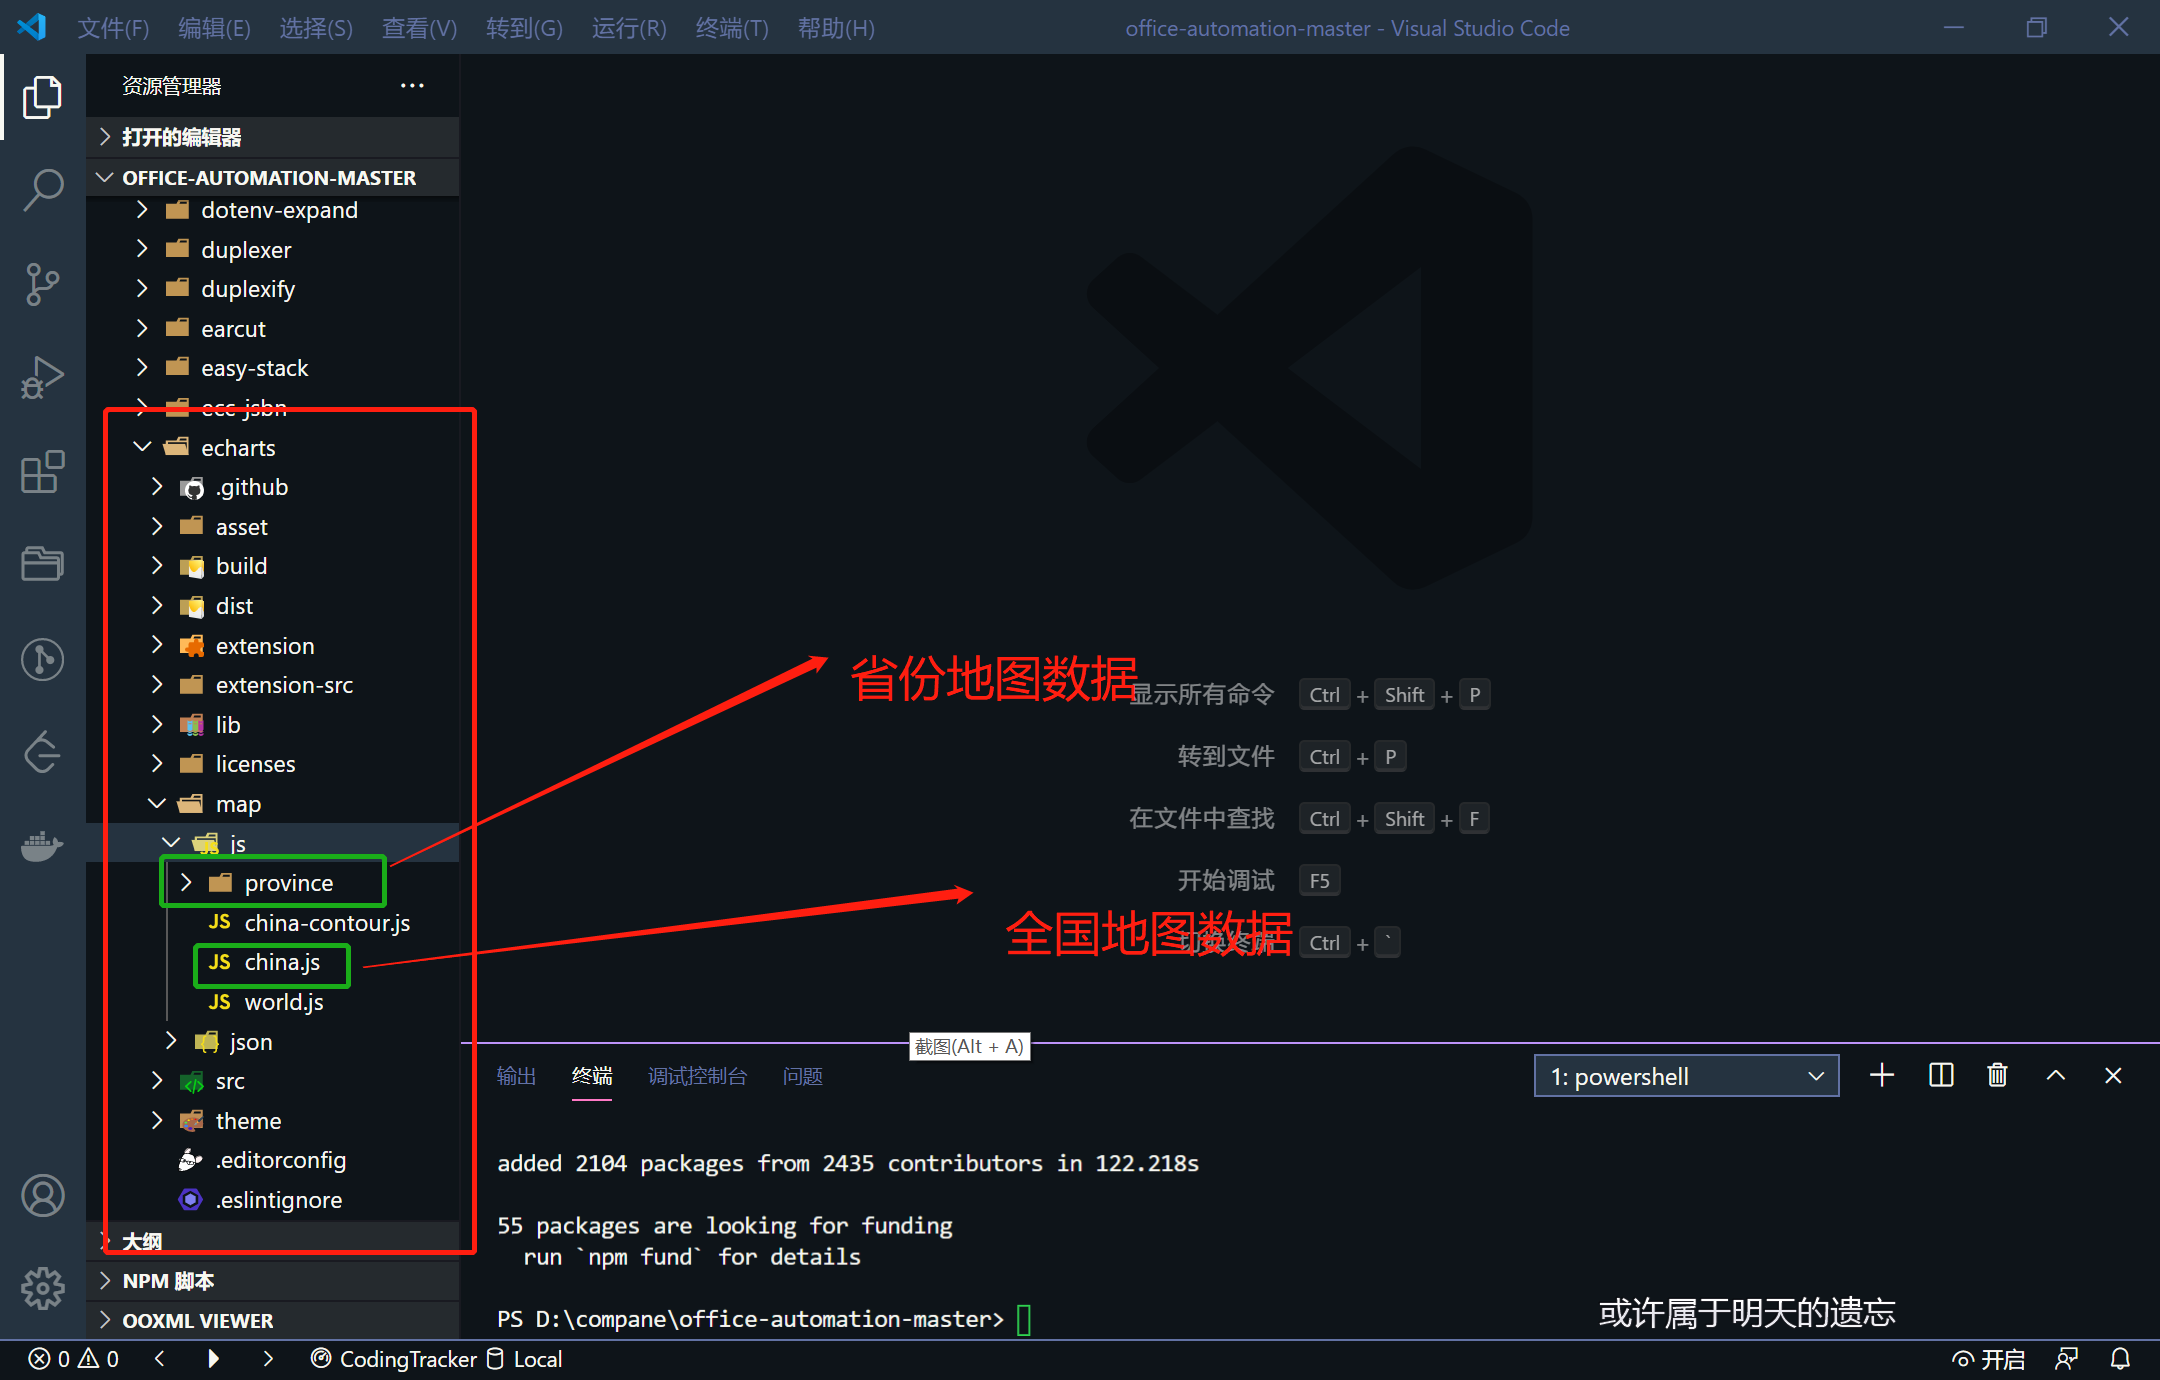 文件(F) 编辑(E) 选择(S) 查看(V) 转到(G) 运行(R) 终端(T) 帮助(H) office-automation-master - Visual Studio Code
资源管理器
打开的编辑器
OFFICE-AUTOMATION-MASTER
dotenv-expand
duplexer
duplexify
earcut
easy-stack
ecc-jsbn
echarts
.github
asset
build
dist
extension
extension-src
lib
licenses
map
js
province
JS china-contour.js
JS china.js
JS world.js
json
src
theme
.editorconfig
.eslintignore
大纲
NPM 脚本
OOXML VIEWER
省份地图数据
显示所有命令 Ctrl + Shift + P
转到文件 Ctrl + P
在文件中查找 Ctrl + Shift + F
开始调试 F5
全国地图数据
切换终端 Ctrl + `
截图(Alt + A)
输出 终端 调试控制台 问题 1: powershell
added 2104 packages from 2435 contributors in 122.218s
55 packages are looking for funding
run `npm fund` for details
PS D:\compane\office-automation-master>
或许属于明天的遗忘
0 0 CodingTracker Local 开启